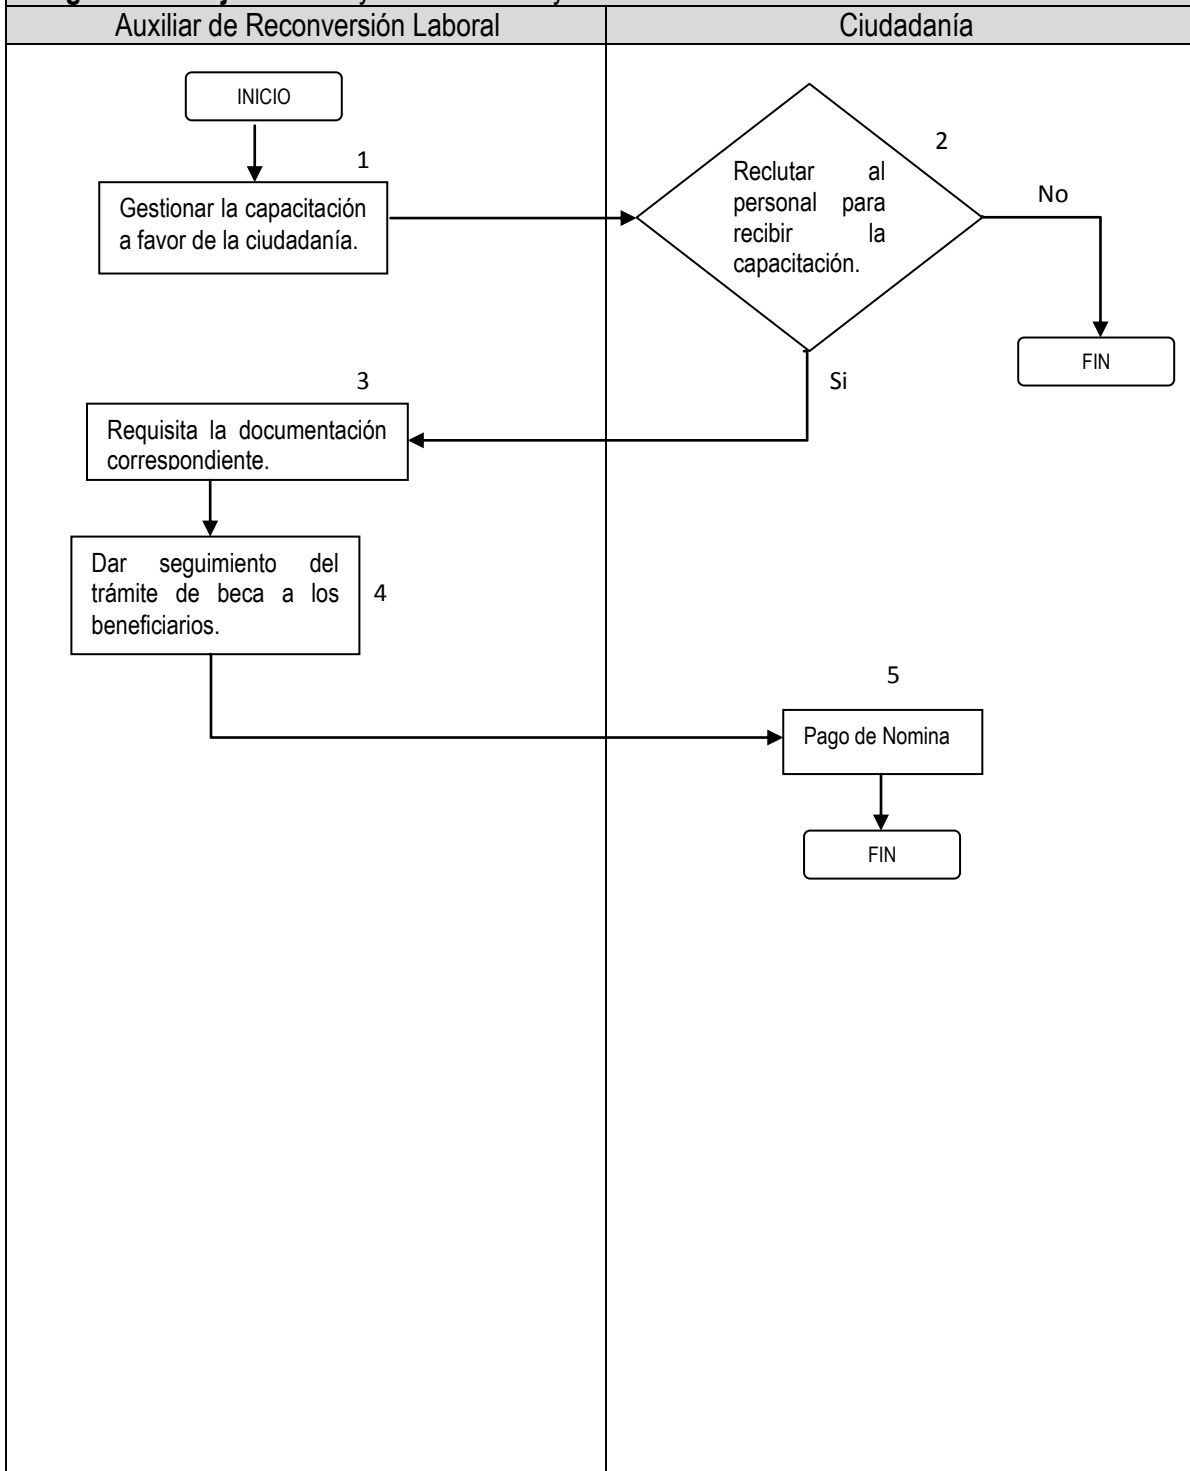 Auxiliar de Reconversión Laboral
Ciudadanía
INICIO
1
Gestionar la capacitación
a favor de la ciudadanía.
2
Reclutar al
personal para
recibir la
capacitación.
No
FIN
Si
3
Requisita la documentación
correspondiente.
Dar seguimiento del
trámite de beca a los
beneficiarios.
4
5
Pago de Nomina
FIN